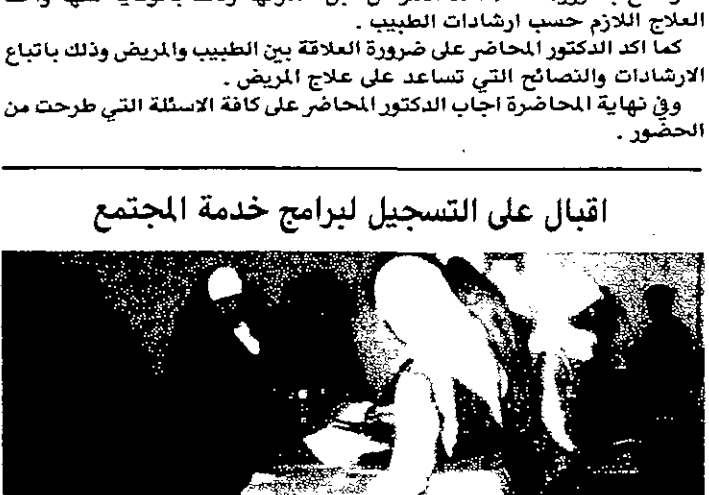 العلاج اللازم حسب ارشادات الطبيب .
كما اكد الدكتور المحاضر على ضرورة العلاقة بين الطبيب والمريض وذلك باتباع
الارشادات والنصائح التي تساعد على علاج المريض .
وفي نهاية المحاضرة اجاب الدكتور المحاضر على كافة الاسئلة التي طرحت من
الحضور .
اقبال على التسجيل لبرامج خدمة المجتمع